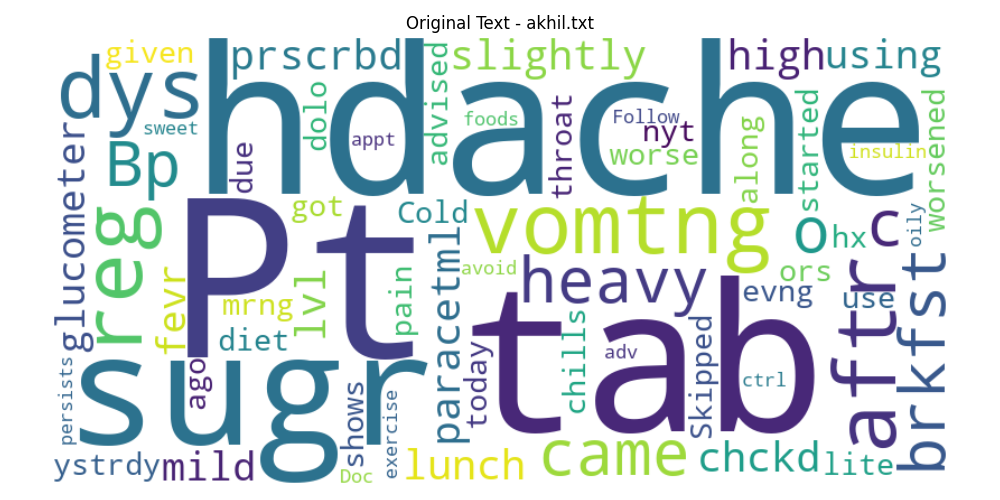 Original Text - akhil.txt
given
prscrbd
slightly
high
using
dys
hdache
sweet
dolo
appt
advised
foods
throat
Follow
nyt
worse
along
started
insulin
worsened
glucometer
Bp
due
reg
Pt
got
Cold
vomtng
o
hx
c
oily
fevr
mrng
lvl
pain
paracetml
avoid
heavy
ors
evng
use
aftr
brkfst
diet
tab
persists
sugr
ago
shows
exercise
today
chills
adv
Skipped
ctrl
ystrdy
mild
Doc
lunch
came
chckd
lite